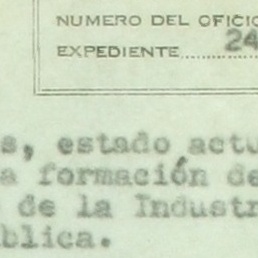 NUMERO DEL OFICIO
EXPEDIENTE 24
s, estado actu
a formación de
de la Industr
blica.